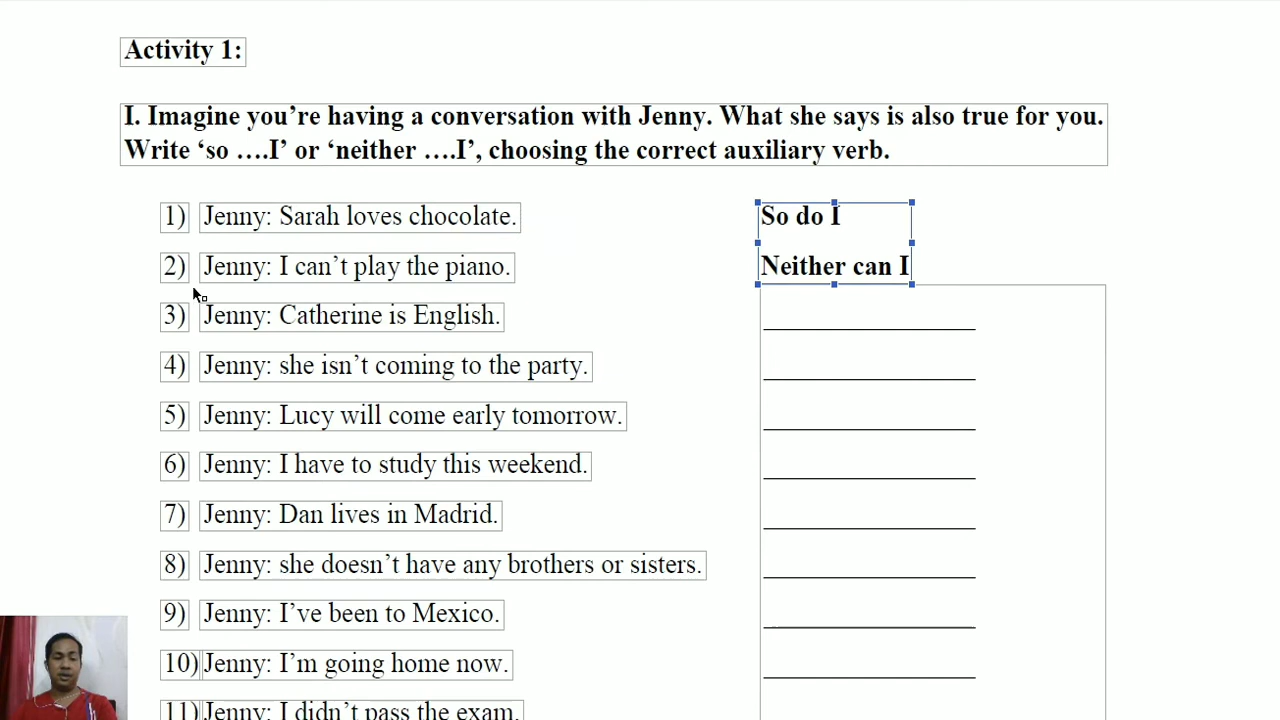 Activity 1:
I. Imagine you're having a conversation with Jenny. What she says is also true for you.
Write ‘so ….I’ or ‘neither ….I’, choosing the correct auxiliary verb.
1) Jenny: Sarah loves chocolate. So do I
2) Jenny: I can’t play the piano. Neither can I
3) Jenny: Catherine is English.
4) Jenny: she isn’t coming to the party.
5) Jenny: Lucy will come early tomorrow.
6) Jenny: I have to study this weekend.
7) Jenny: Dan lives in Madrid.
8) Jenny: she doesn’t have any brothers or sisters.
9) Jenny: I’ve been to Mexico.
10) Jenny: I’m going home now.
11) Jenny: I didn’t pass the exam.